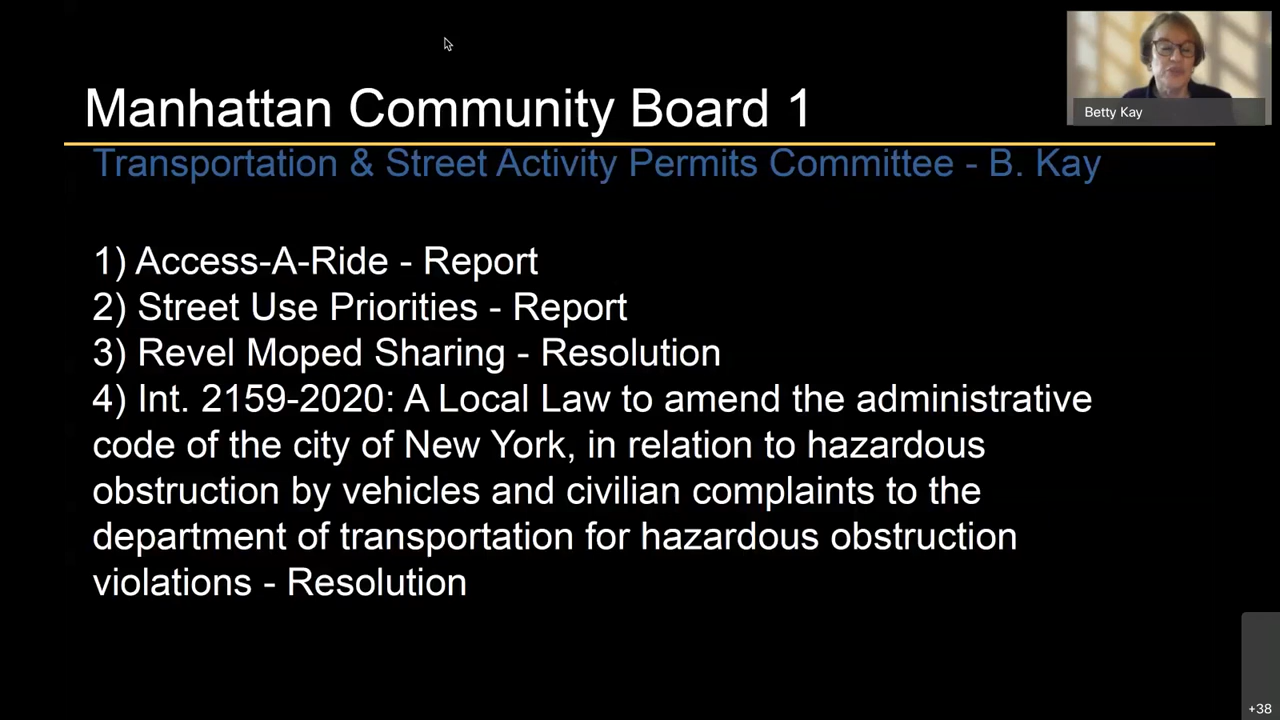 Manhattan Community Board 1
Betty Kay
Transportation & Street Activity Permits Committee - B. Kay
1) Access-A-Ride - Report
2) Street Use Priorities - Report
3) Revel Moped Sharing - Resolution
4) Int. 2159-2020: A Local Law to amend the administrative
code of the city of New York, in relation to hazardous
obstruction by vehicles and civilian complaints to the
department of transportation for hazardous obstruction
violations - Resolution
+38